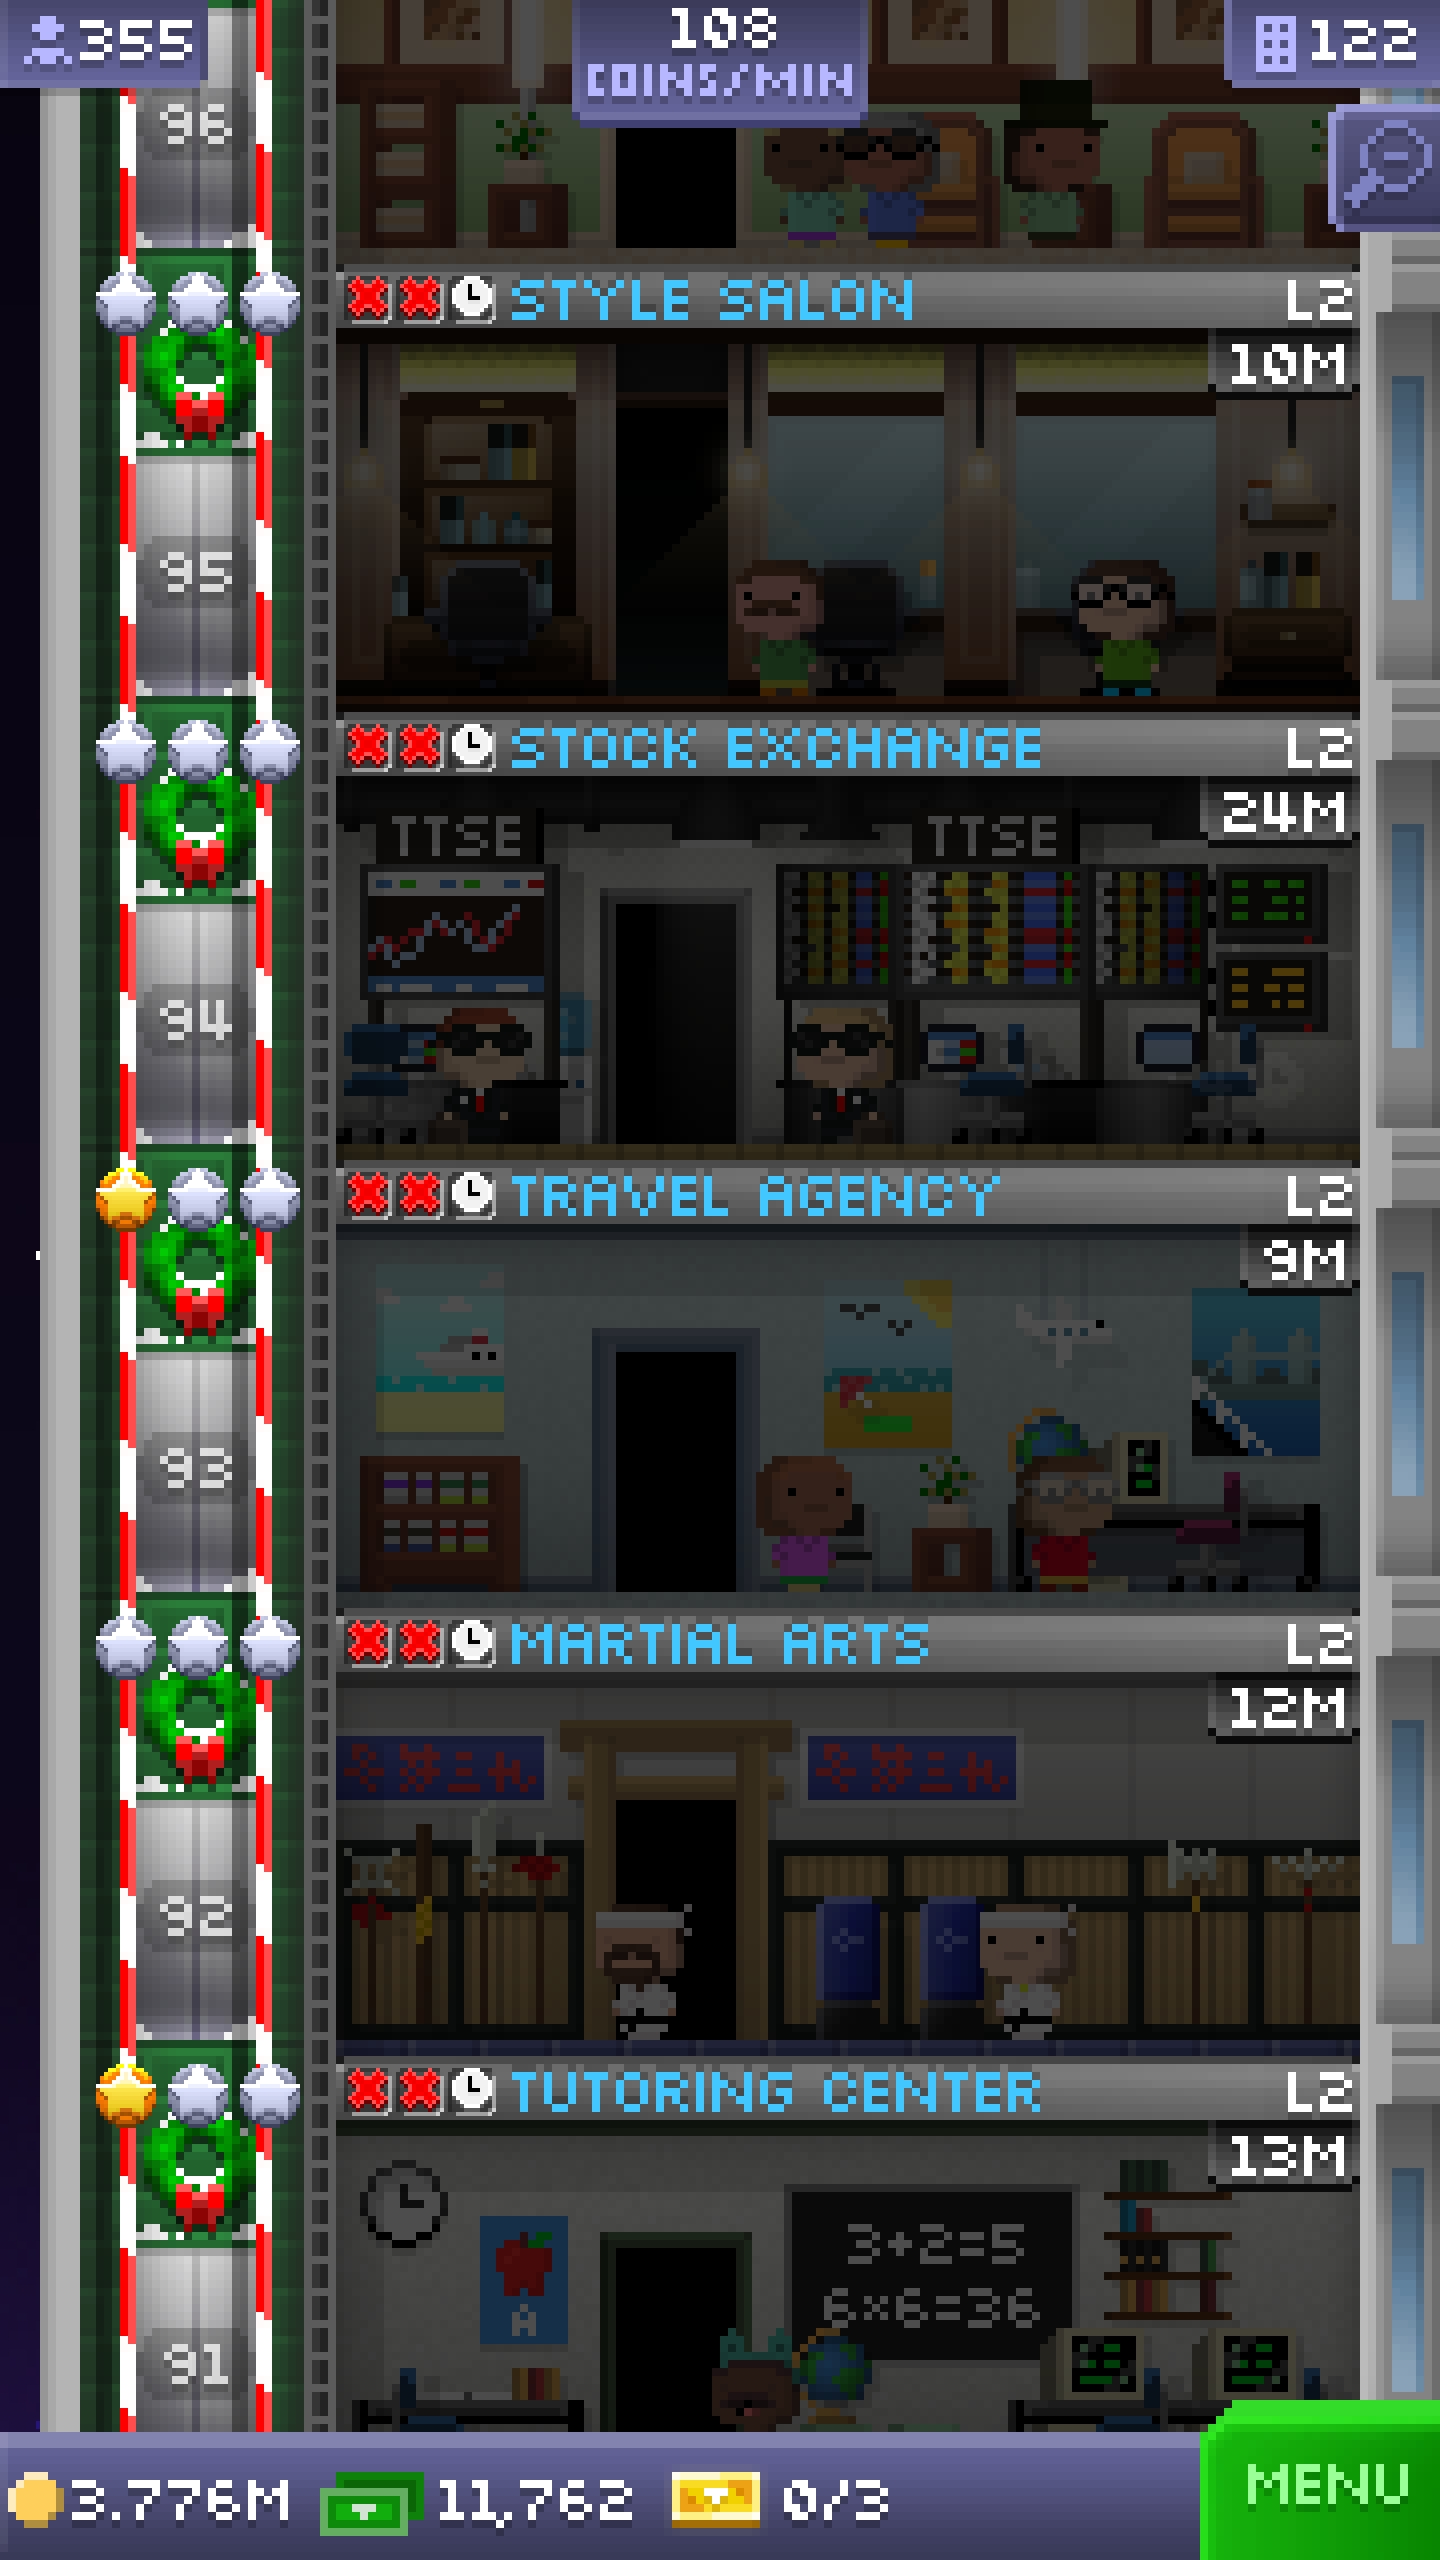 355
108
COINS/MIN
122
96
STYLE SALON L2
10M
95
STOCK EXCHANGE L2
24M
TTSE TTSE
94
TRAVEL AGENCY L2
9M
93
MARTIAL ARTS L2
12M
92
TUTORING CENTER L2
13M
3+2=5
6×6=36
A
91
3.776M 11,762 0/3 MENU